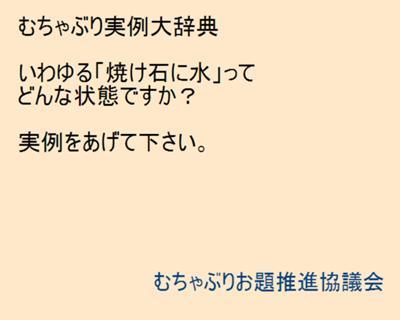 むちゃぶり実例大辞典
いわゆる「焼け石に水」って
どんな状態ですか？
実例をあげて下さい。
むちゃぶりお題推進協議会